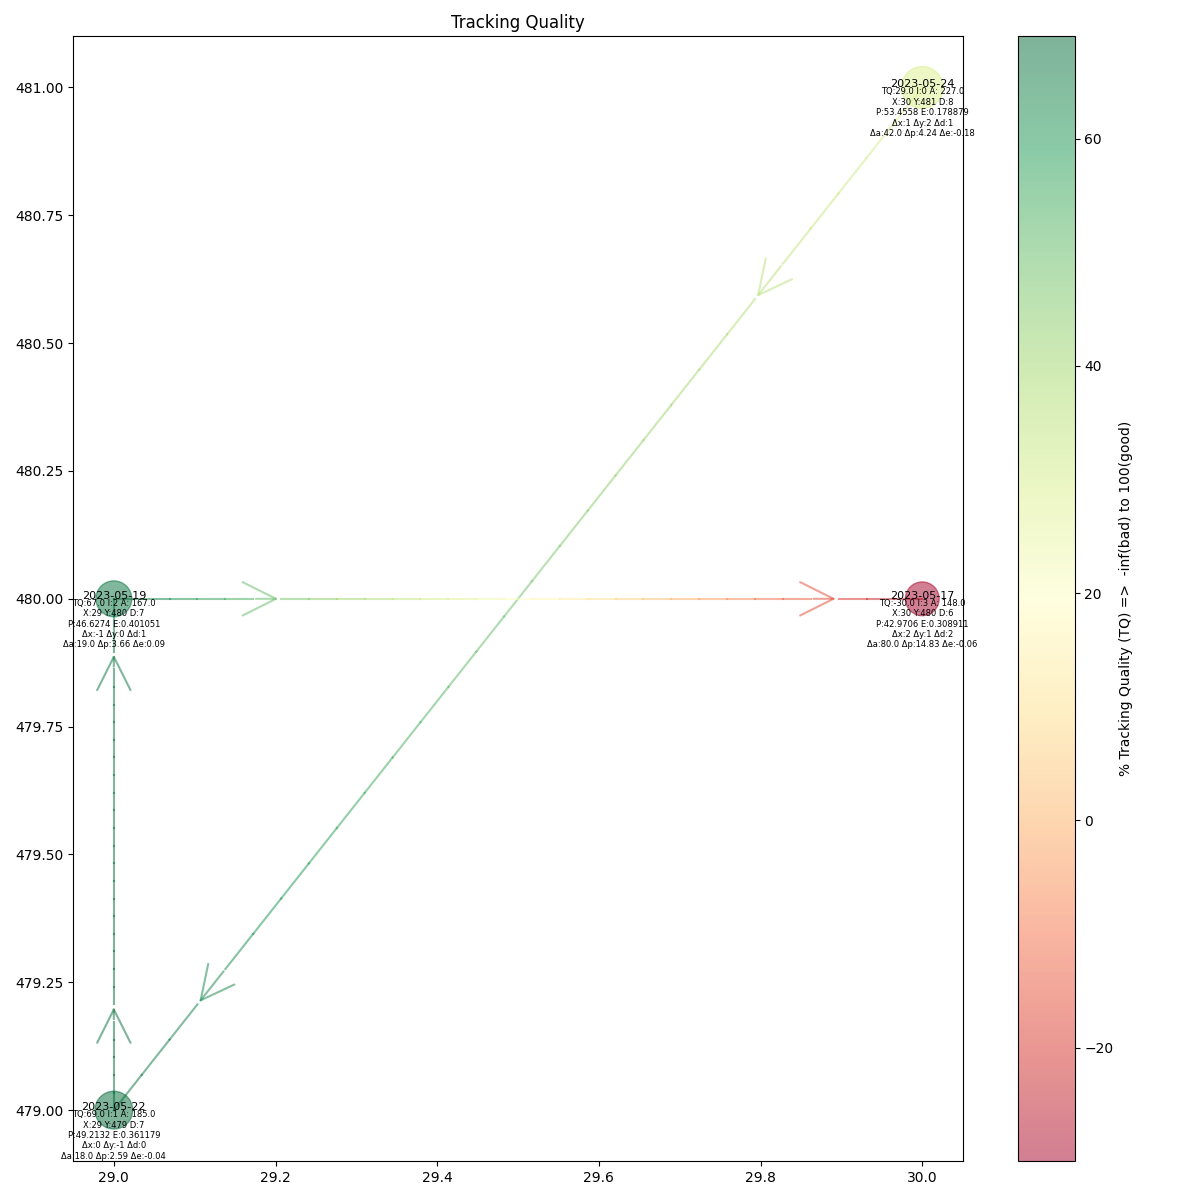 Tracking Quality
481.00
480.75
480.50
480.25
480.00
479.75
479.50
479.25
479.00
29.0
29.2
29.4
29.6
29.8
30.0
2023-05-24
TQ:29.0 I:0 A: 227.0
X:30 Y:481 D:8
P:53.4558 E:0.178879
Δx:1 Δy:2 Δd:1
Δa:42.0 Δp:4.24 Δe:-0.18
2023-05-19
TQ:67.0 I:2 A: 167.0
X:29 Y:480 D:7
P:46.6274 E:0.401051
Δx:-1 Δy:0 Δd:1
Δa:19.0 Δp:3.66 Δe:0.09
2023-05-17
TQ:-30.0 I:3 A: 148.0
X:30 Y:480 D:6
P:42.9706 E:0.308911
Δx:2 Δy:1 Δd:2
Δa:80.0 Δp:14.83 Δe:-0.06
2023-05-22
TQ:69.0 I:1 A: 185.0
X:29 Y:479 D:7
P:49.2132 E:0.361179
Δx:0 Δy:-1 Δd:0
Δa:18.0 Δp:2.59 Δe:-0.04
60
40
20
0
−20
% Tracking Quality (TQ) => -inf(bad) to 100(good)